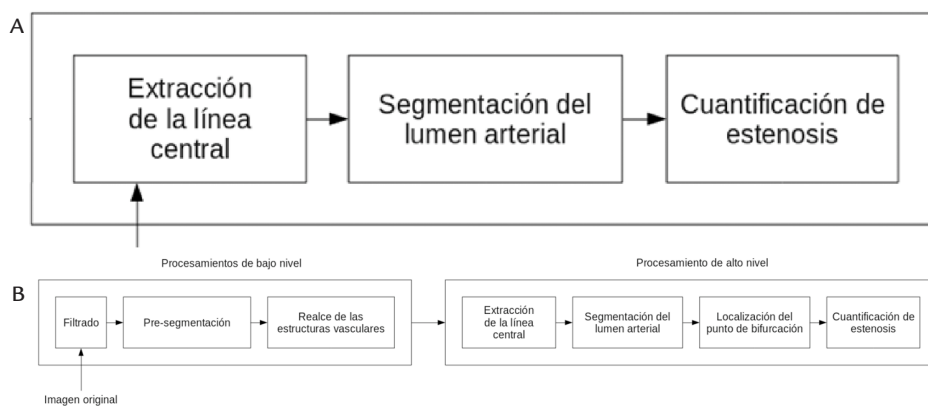 A
Extracción
de la línea
central
Segmentación del
lumen arterial
Cuantificación de
estenosis
B
Procesamientos de bajo nivel
Filtrado
Pre-segmentación
Realce de las
estructuras vasculares
Imagen original
Procesamiento de alto nivel
Extracción
de la línea
central
Segmentación del
lumen arterial
Localización del
punto de bifurcación
Cuantificación de
estenosis